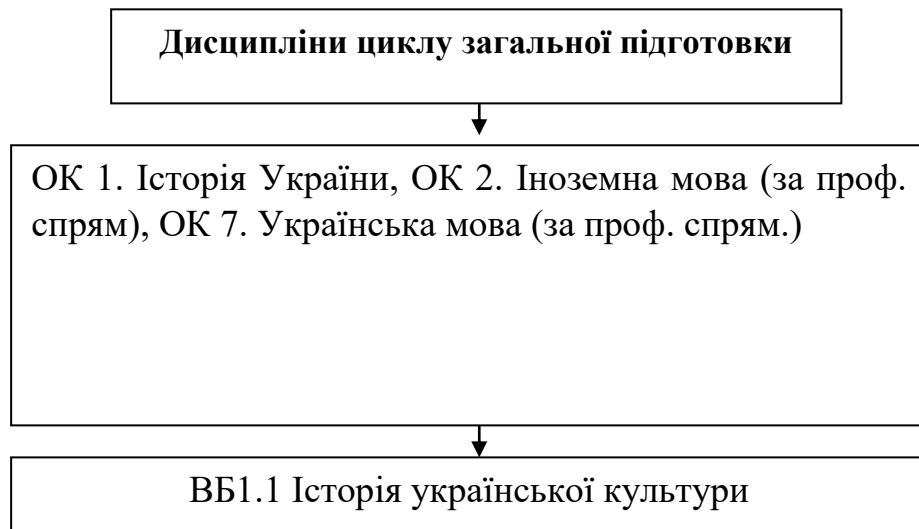 Дисципліни циклу загальної підготовки
ОК 1. Історія України, ОК 2. Іноземна мова (за проф.
спрям), ОК 7. Українська мова (за проф. спрям.)
ВБ1.1 Історія української культури